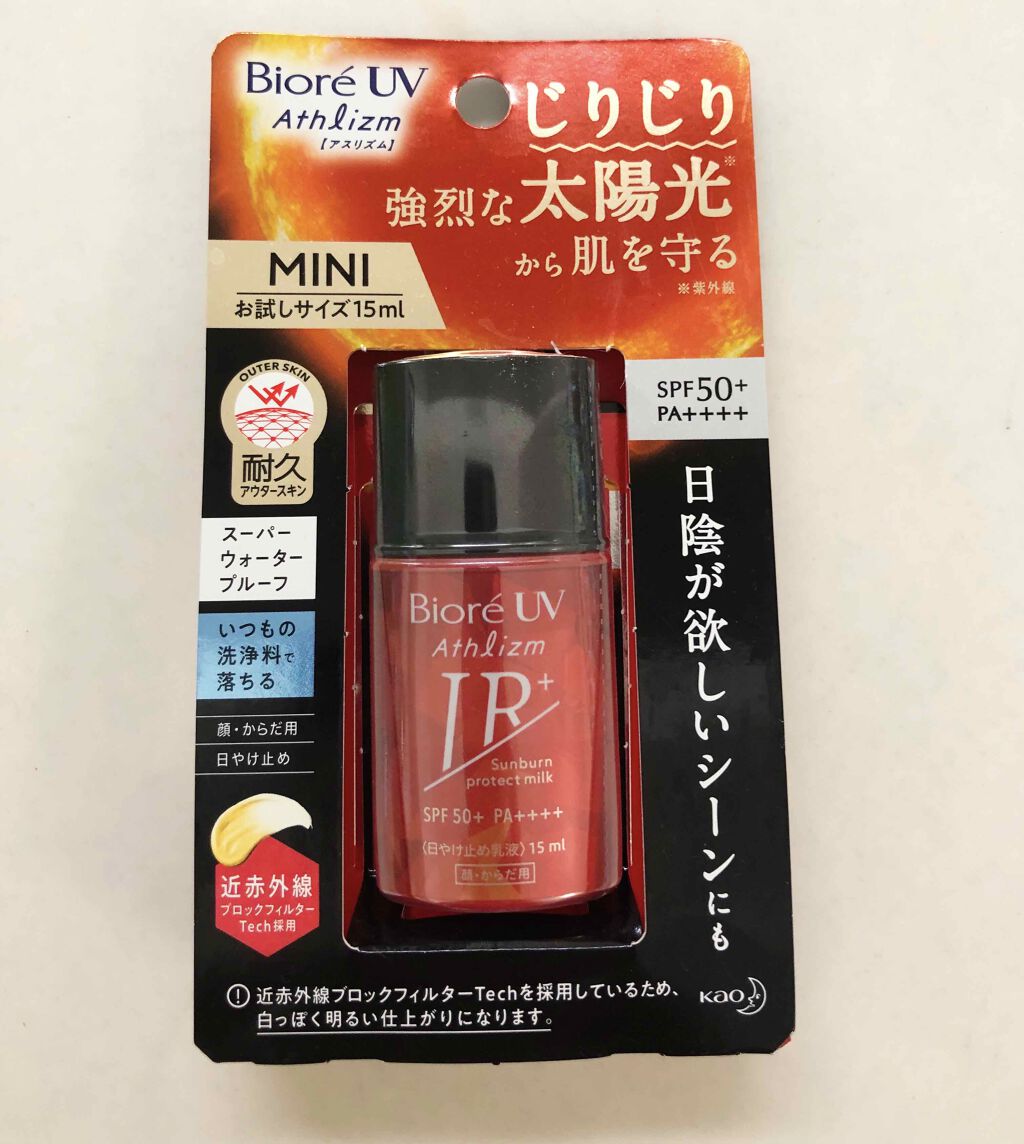 Bioré UV
Athlizm
【アスリズム】
じりじり
強烈な太陽光※
から肌を守る
※紫外線
MINI
お試しサイズ15ml
SPF50+
PA++++
OUTER SKIN
耐久
アウタースキン
スーパー
ウォーター
プルーフ
いつもの
洗浄料で
落ちる
顔・からだ用
日やけ止め
近赤外線
ブロックフィルター
Tech採用
日陰が欲しいシーンにも
Bioré UV
Athlizm
IR+
Sunburn
protect milk
SPF 50+ PA++++
〈日やけ止め乳液〉15 ml
顔・からだ用
! 近赤外線ブロックフィルターTechを採用しているため、
白っぽく明るい仕上がりになります。
Kao